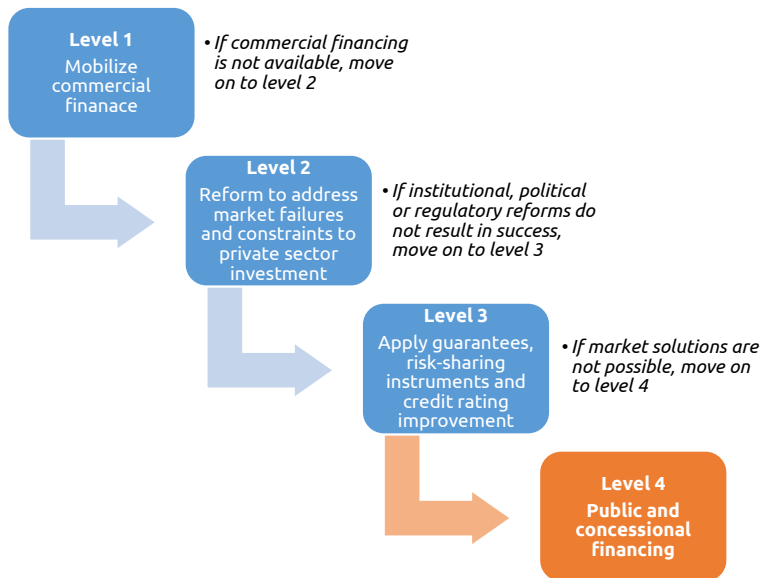 Level 1
Mobilize
commercial
finanace
• If commercial financing
is not available, move
on to level 2
Level 2
Reform to address
market failures
and constraints to
private sector
investment
• If institutional, political
or regulatory reforms do
not result in success,
move on to level 3
Level 3
Apply guarantees,
risk-sharing
instruments and
credit rating
improvement
• If market solutions are
not possible, move on
to level 4
Level 4
Public and
concessional
financing